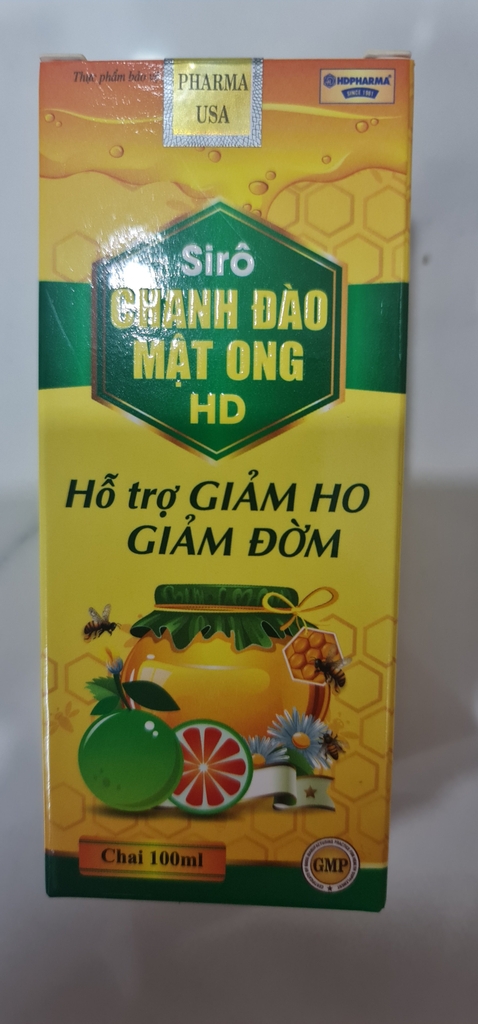 Thực phẩm bảo
PHARMA
USA
HDPHARMA®
SINCE 1981
Sirô
CHANH ĐÀO
MẬT ONG
HD
Hỗ trợ GIẢM HO
GIẢM ĐỜM
Chai 100ml
GMP